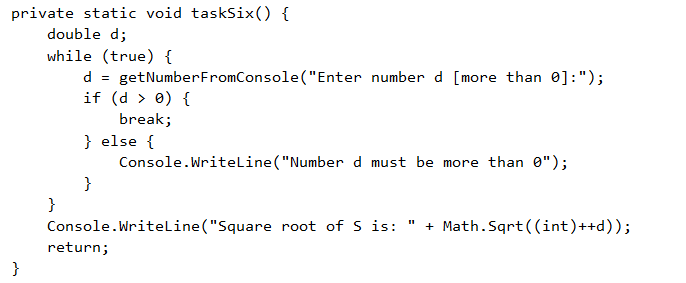 private static void taskSix() {
    double d;
    while (true) {
        d = getNumberFromConsole("Enter number d [more than 0]:");
        if (d > 0) {
            break;
        } else {
            Console.WriteLine("Number d must be more than 0");
        }
    }
    Console.WriteLine("Square root of S is: " + Math.Sqrt((int)++d));
    return;
}